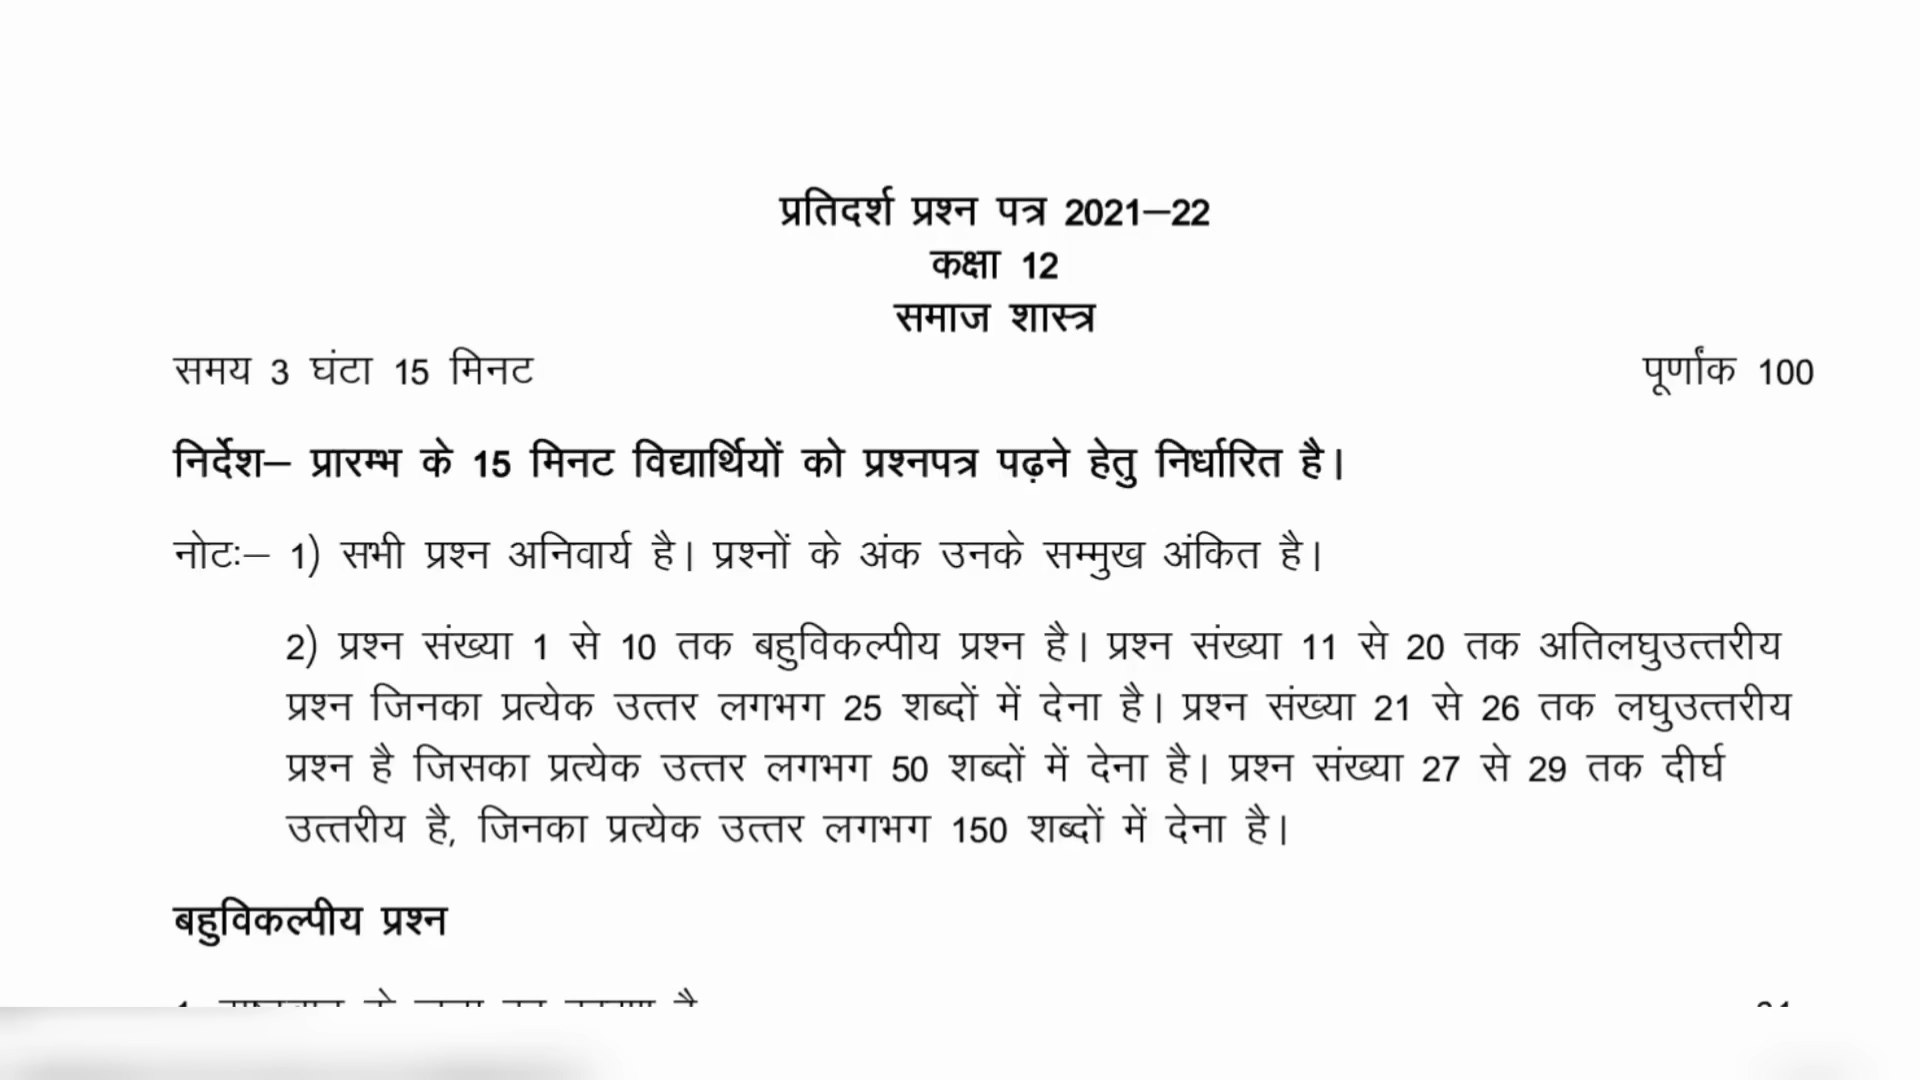 प्रतिदर्श प्रश्न पत्र 2021–22
कक्षा 12
समाज शास्त्र
समय 3 घंटा 15 मिनट पूर्णांक 100
निर्देश– प्रारम्भ के 15 मिनट विद्यार्थियों को प्रश्नपत्र पढ़ने हेतु निर्धारित है।
नोटः– 1) सभी प्रश्न अनिवार्य है। प्रश्नों के अंक उनके सम्मुख अंकित है।
2) प्रश्न संख्या 1 से 10 तक बहुविकल्पीय प्रश्न है। प्रश्न संख्या 11 से 20 तक अतिलघुउत्तरीय
प्रश्न जिनका प्रत्येक उत्तर लगभग 25 शब्दों में देना है। प्रश्न संख्या 21 से 26 तक लघुउत्तरीय
प्रश्न है जिसका प्रत्येक उत्तर लगभग 50 शब्दों में देना है। प्रश्न संख्या 27 से 29 तक दीर्घ
उत्तरीय है, जिनका प्रत्येक उत्तर लगभग 150 शब्दों में देना है।
बहुविकल्पीय प्रश्न